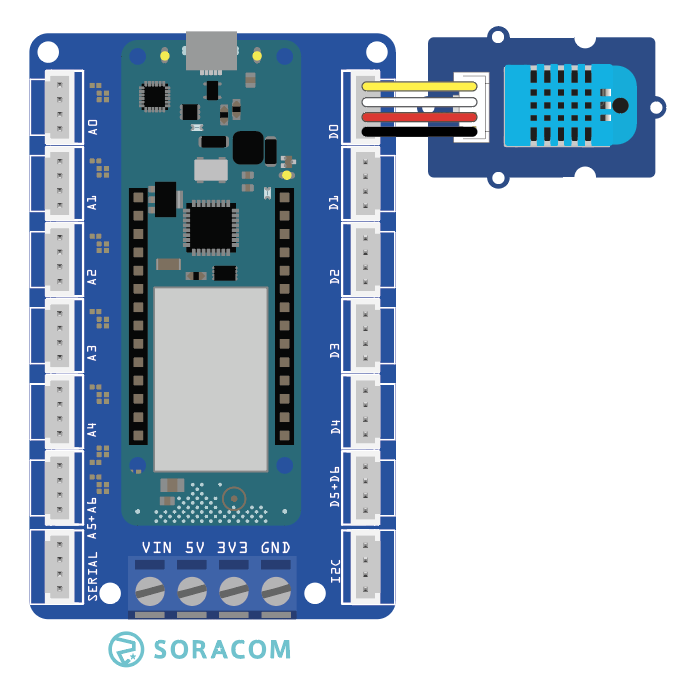 A0
A1
A2
A3
A4
A5+A6
SERIAL
D0
D1
D2
D3
D4
D5+D6
I2C
VIN 5V 3V3 GND
SORACOM